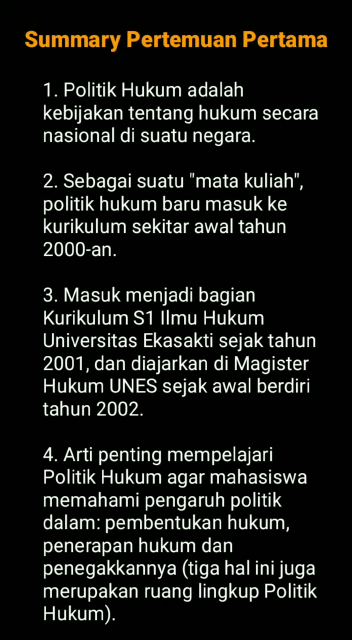 Summary Pertemuan Pertama
1. Politik Hukum adalah
kebijakan tentang hukum secara
nasional di suatu negara.
2. Sebagai suatu "mata kuliah",
politik hukum baru masuk ke
kurikulum sekitar awal tahun
2000-an.
3. Masuk menjadi bagian
Kurikulum S1 Ilmu Hukum
Universitas Ekasakti sejak tahun
2001, dan diajarkan di Magister
Hukum UNES sejak awal berdiri
tahun 2002.
4. Arti penting mempelajari
Politik Hukum agar mahasiswa
memahami pengaruh politik
dalam: pembentukan hukum,
penerapan hukum dan
penegakkannya (tiga hal ini juga
merupakan ruang lingkup Politik
Hukum).